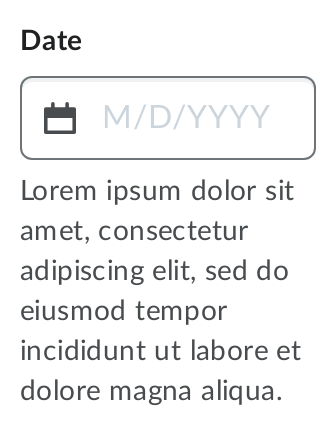 Date
M/D/YYYY
Lorem ipsum dolor sit
amet, consectetur
adipiscing elit, sed do
eiusmod tempor
incididunt ut labore et
dolore magna aliqua.